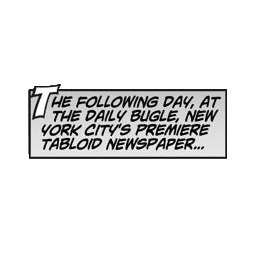 THE FOLLOWING DAY, AT
THE DAILY BUGLE, NEW
YORK CITY'S PREMIERE
TABLOID NEWSPAPER...